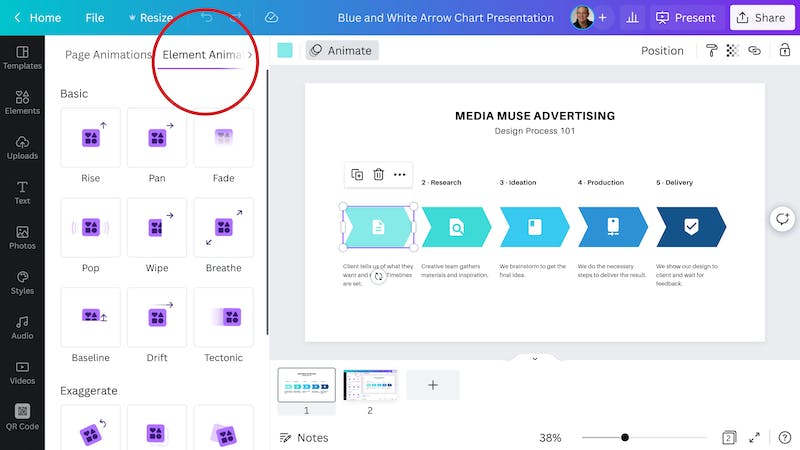 Home
File
Resize
Blue and White Arrow Chart Presentation
Present
Share
Templates
Elements
Uploads
Text
Photos
Styles
Audio
Videos
QR Code
Page Animations
Element Anima
Basic
Rise
Pan
Fade
Pop
Wipe
Breathe
Baseline
Drift
Tectonic
Exaggerate
Animate
Position
MEDIA MUSE ADVERTISING
Design Process 101
2 - Research
3 - Ideation
4 - Production
5 - Delivery
Client tells us of what they
want and Timelines
are set.
Creative team gathers
materials and inspiration.
We brainstorm to get the
final idea.
We do the necessary
steps to deliver the result.
We show our design to
client and wait for
feedback.
1
2
Notes
38%
2